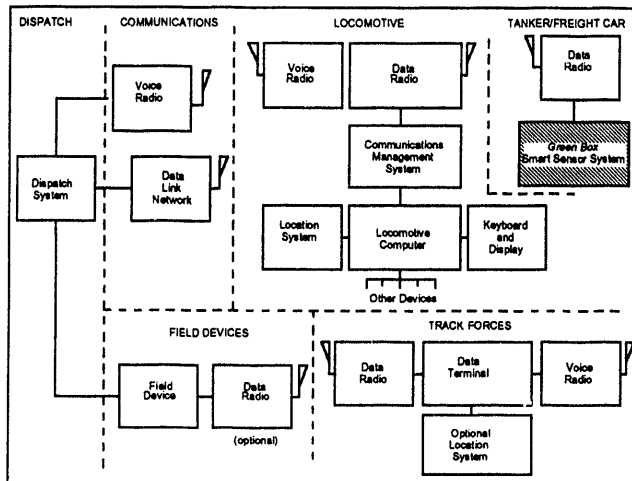 DISPATCH
COMMUNICATIONS
LOCOMOTIVE
TANKER/FREIGHT CAR
Voice
Radio
Voice
Radio
Data
Radio
Data
Radio
Communications
Management
System
Green Box
Smart Sensor System
Dispatch
System
Data
Link
Network
Location
System
Locomotive
Computer
Keyboard
and
Display
Other Devices
FIELD DEVICES
TRACK FORCES
Field
Device
Data
Radio
(optional)
Data
Radio
Data
Terminal
Voice
Radio
Optional
Location
System